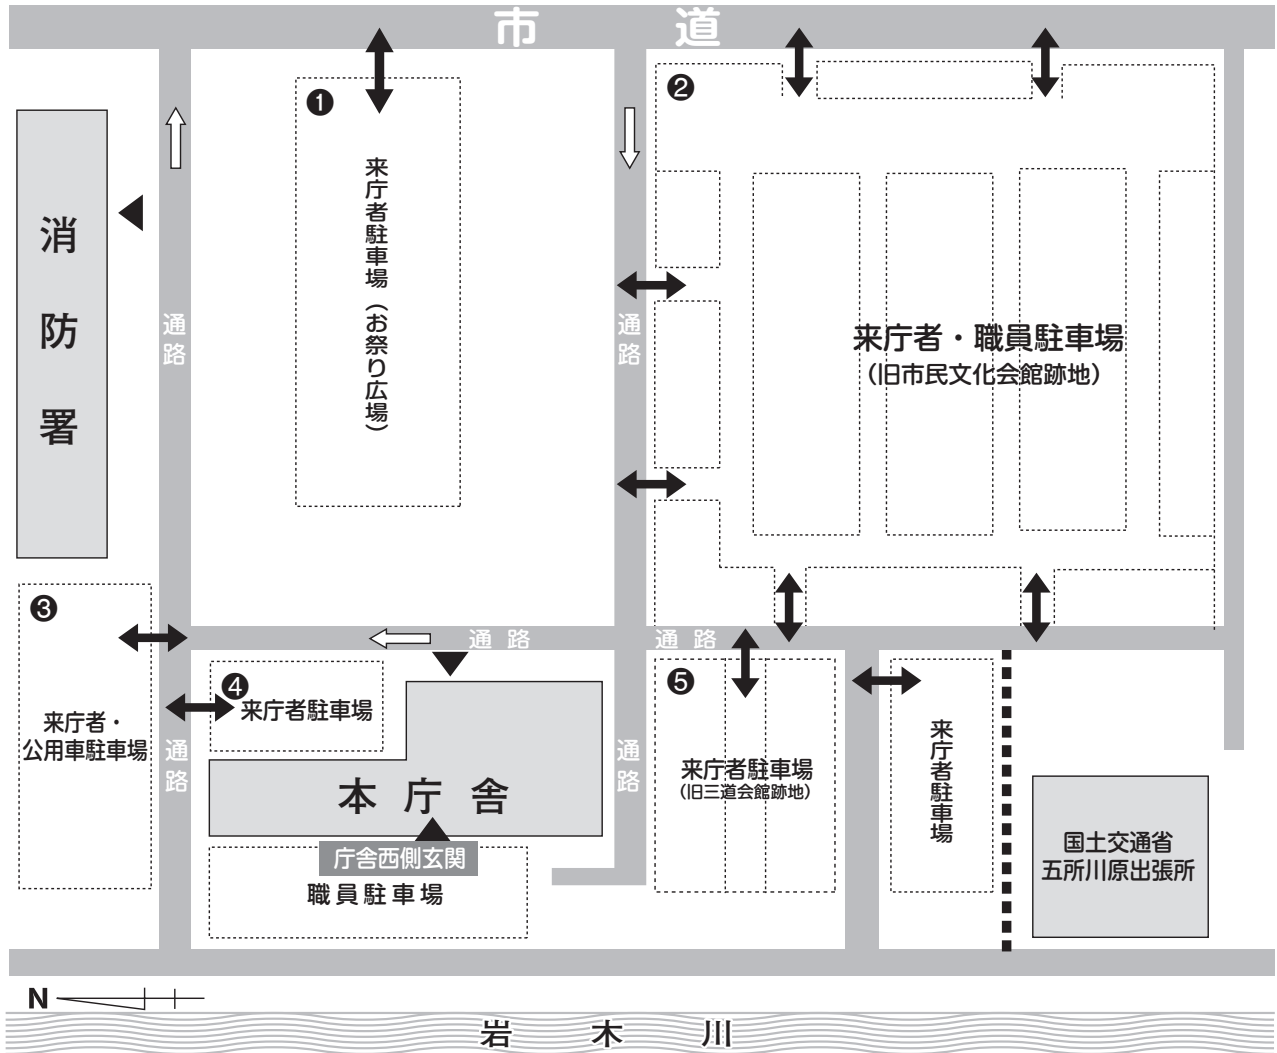 市道
❶
来庁者駐車場（お祭り広場）
❷
来庁者・職員駐車場
（旧市民文化会館跡地）
消防署
通路
通路
❸
来庁者・
公用車駐車場
通路
通路
❹
来庁者駐車場
本庁舎
庁舎西側玄関
職員駐車場
通路
通路
❺
来庁者駐車場
（旧三道会館跡地）
来庁者駐車場
国土交通省
五所川原出張所
N
岩木川